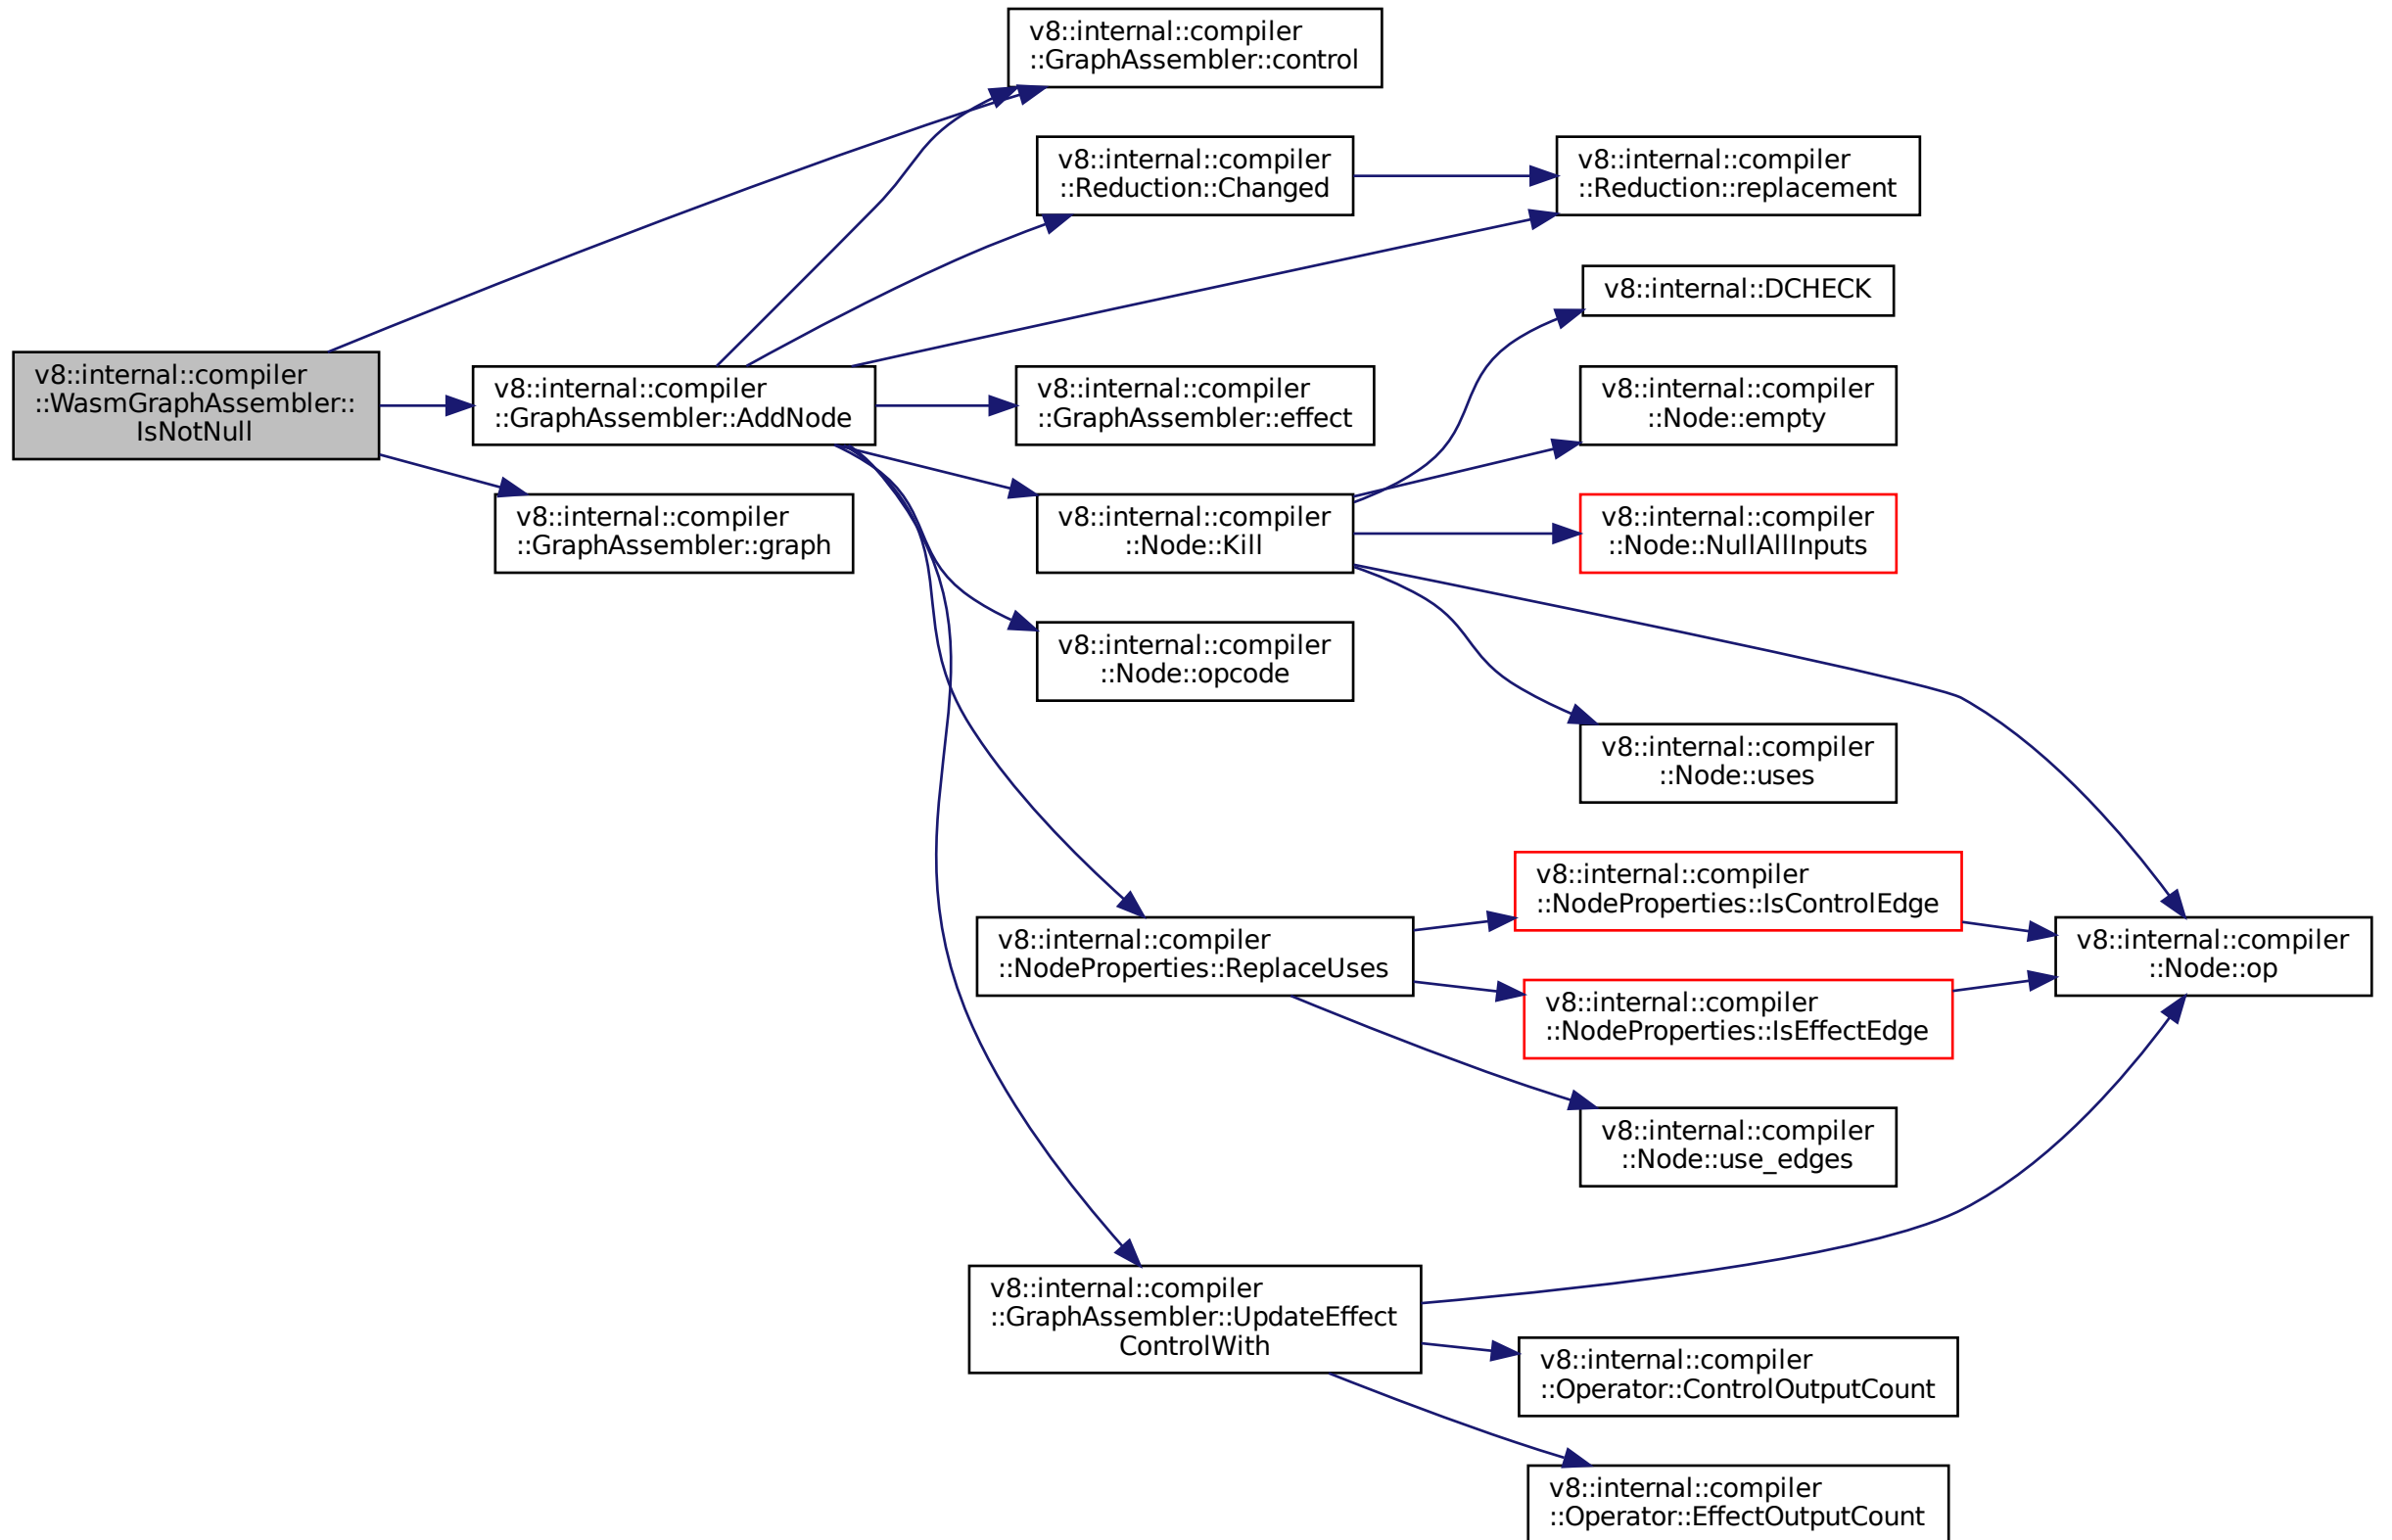 v8::internal::compiler
::GraphAssembler::control
v8::internal::compiler
::Reduction::Changed
v8::internal::compiler
::Reduction::replacement
v8::internal::DCHECK
v8::internal::compiler
::WasmGraphAssembler::
IsNotNull
v8::internal::compiler
::GraphAssembler::AddNode
v8::internal::compiler
::GraphAssembler::effect
v8::internal::compiler
::Node::empty
v8::internal::compiler
::GraphAssembler::graph
v8::internal::compiler
::Node::Kill
v8::internal::compiler
::Node::NullAllInputs
v8::internal::compiler
::Node::opcode
v8::internal::compiler
::Node::uses
v8::internal::compiler
::NodeProperties::IsControlEdge
v8::internal::compiler
::NodeProperties::ReplaceUses
v8::internal::compiler
::Node::op
v8::internal::compiler
::NodeProperties::IsEffectEdge
v8::internal::compiler
::Node::use_edges
v8::internal::compiler
::GraphAssembler::UpdateEffect
ControlWith
v8::internal::compiler
::Operator::ControlOutputCount
v8::internal::compiler
::Operator::EffectOutputCount